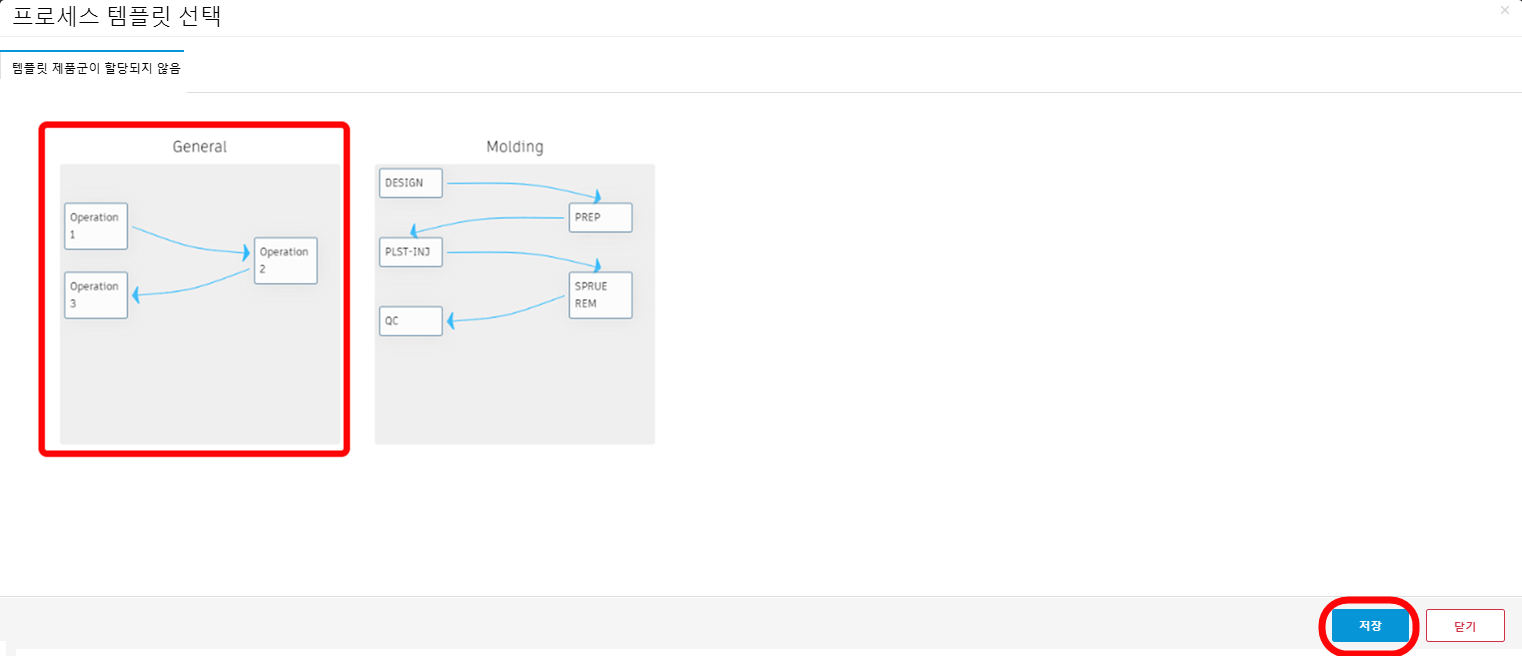 프로세스 템플릿 선택
×
템플릿 제품군이 할당되지 않음
General
Operation
1
Operation
2
Operation
3
Molding
DESIGN
PREP
PLST-INJ
SPRUE
REM
QC
저장
닫기